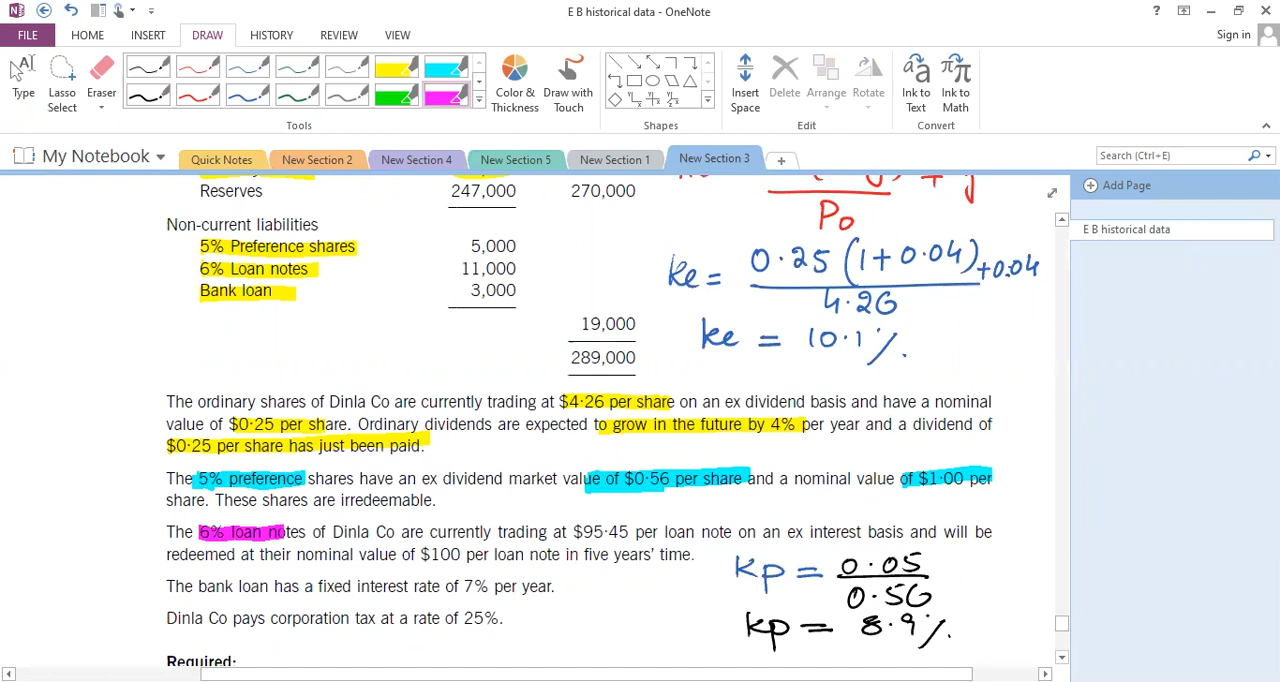 E B historical data - OneNote
Sign in
FILE HOME INSERT DRAW HISTORY REVIEW VIEW
Type
Lasso Select
Eraser
Color & Thickness
Draw with Touch
Insert Space
Delete
Arrange
Rotate
Ink to Text
Ink to Math
Tools
Shapes
Edit
Convert
My Notebook
Quick Notes New Section 2 New Section 4 New Section 5 New Section 1 New Section 3
Search (Ctrl+E)
Add Page
E B historical data
Reserves 247,000 270,000
Non-current liabilities
5% Preference shares 5,000
6% Loan notes 11,000
Bank loan 3,000
19,000
289,000
Po
ke = 0.25 (1+0.04) +0.04
4.26
ke = 10.1%.
The ordinary shares of Dinla Co are currently trading at $4·26 per share on an ex dividend basis and have a nominal
value of $0·25 per share. Ordinary dividends are expected to grow in the future by 4% per year and a dividend of
$0·25 per share has just been paid.
The 5% preference shares have an ex dividend market value of $0·56 per share and a nominal value of $1·00 per
share. These shares are irredeemable.
The 6% loan notes of Dinla Co are currently trading at $95·45 per loan note on an ex interest basis and will be
redeemed at their nominal value of $100 per loan note in five years’ time.
The bank loan has a fixed interest rate of 7% per year.
Dinla Co pays corporation tax at a rate of 25%.
kp = 0.05
0.56
kp = 8.9%.
Required: